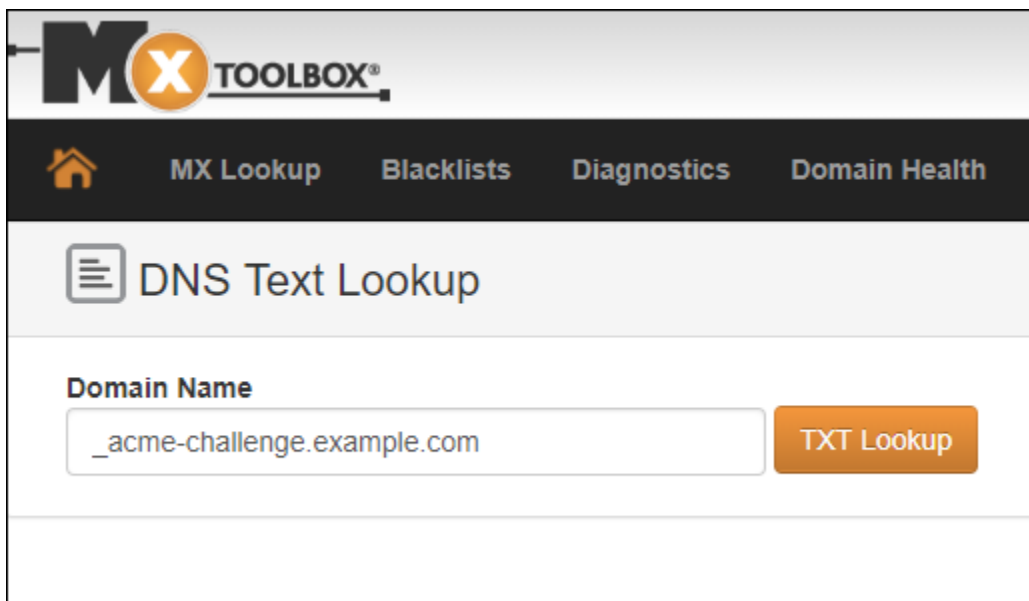 MX TOOLBOX®
MX Lookup Blacklists Diagnostics Domain Health
DNS Text Lookup
Domain Name
_acme-challenge.example.com TXT Lookup